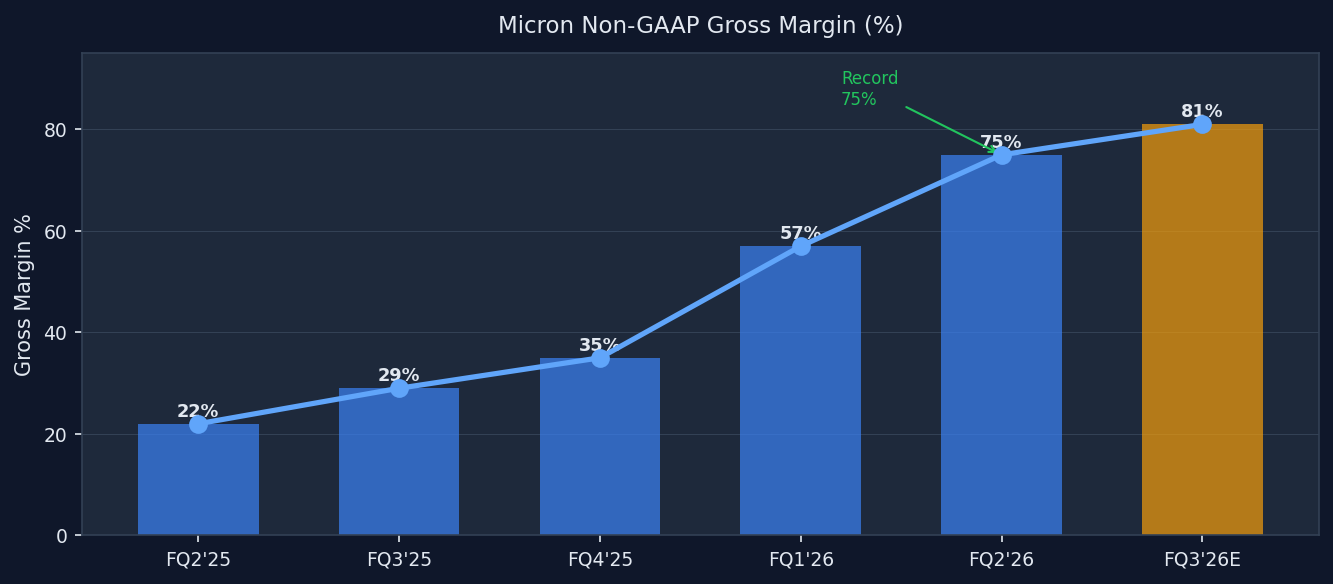 Micron Non-GAAP Gross Margin (%)
Gross Margin %
80
60
40
20
0
22%
29%
35%
57%
75%
81%
Record
75%
FQ2'25
FQ3'25
FQ4'25
FQ1'26
FQ2'26
FQ3'26E